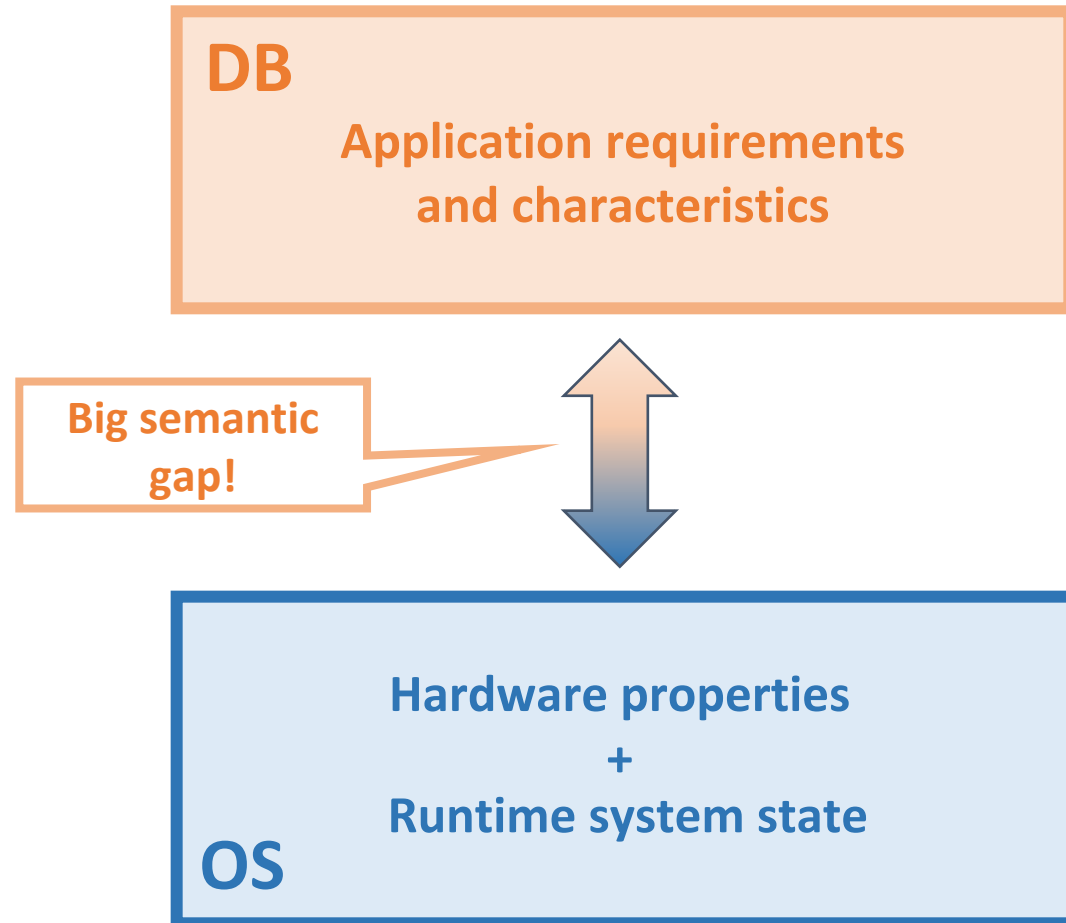 DB
Application requirements
and characteristics
Big semantic
gap!
Hardware properties
+
Runtime system state
OS